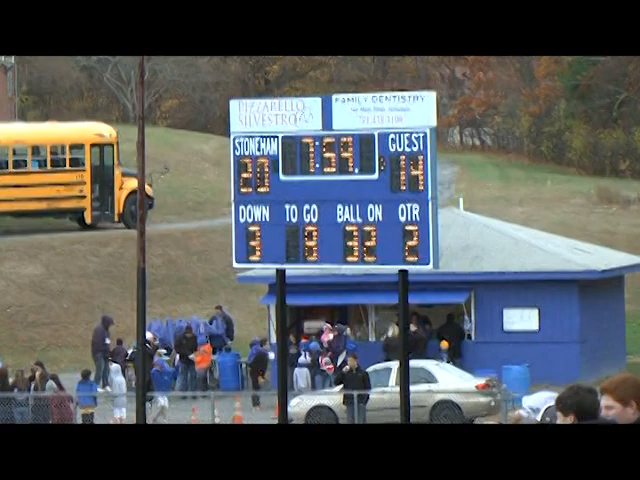 PIZZARELLO
SILVESTRO
FAMILY DENTISTRY
STONEHAM
7:59
GUEST
20
14
DOWN TO GO BALL ON QTR
3 8 32 2